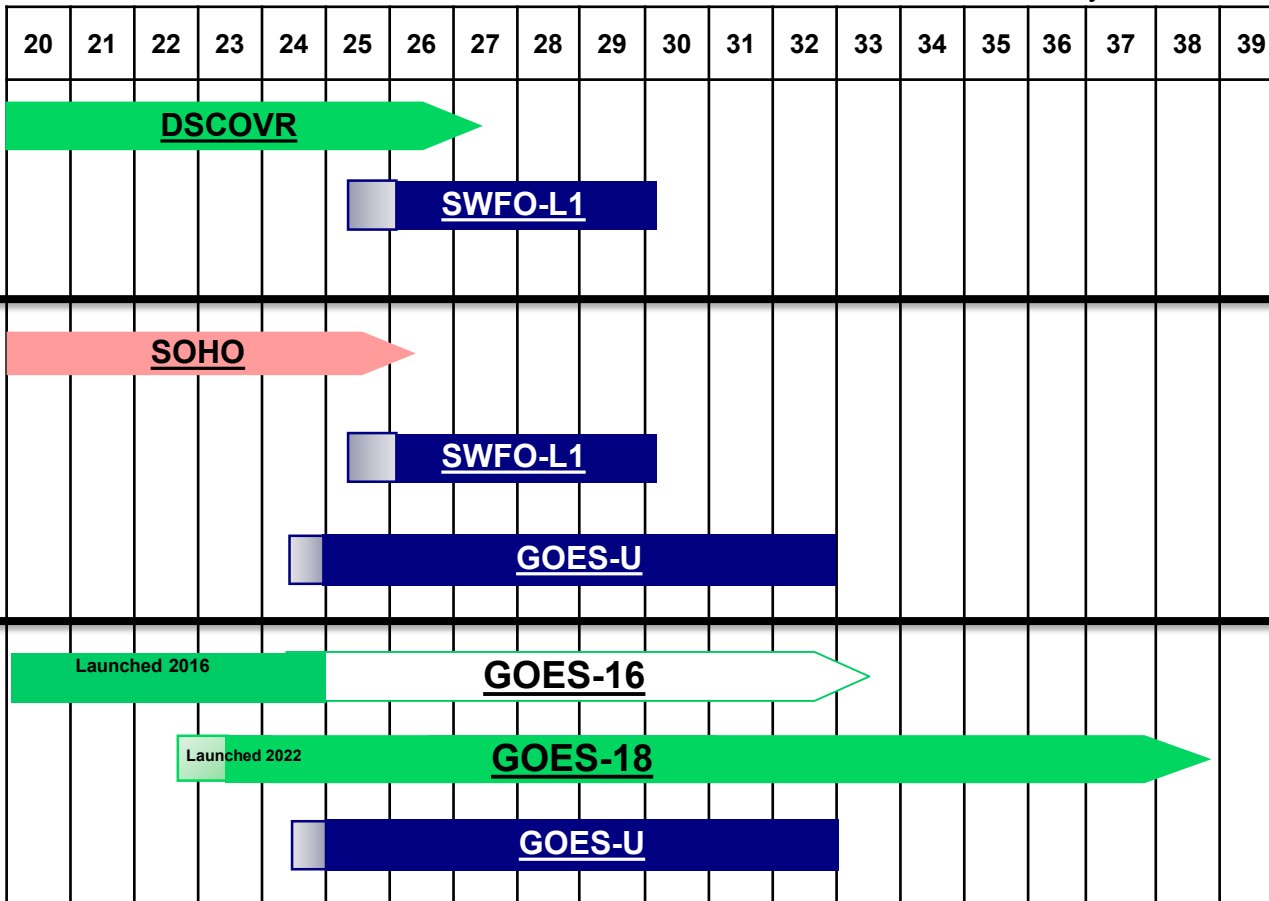 20 21 22 23 24 25 26 27 28 29 30 31 32 33 34 35 36 37 38 39
DSCOVR
SWFO-L1
SOHO
SWFO-L1
GOES-U
Launched 2016
GOES-16
Launched 2022
GOES-18
GOES-U